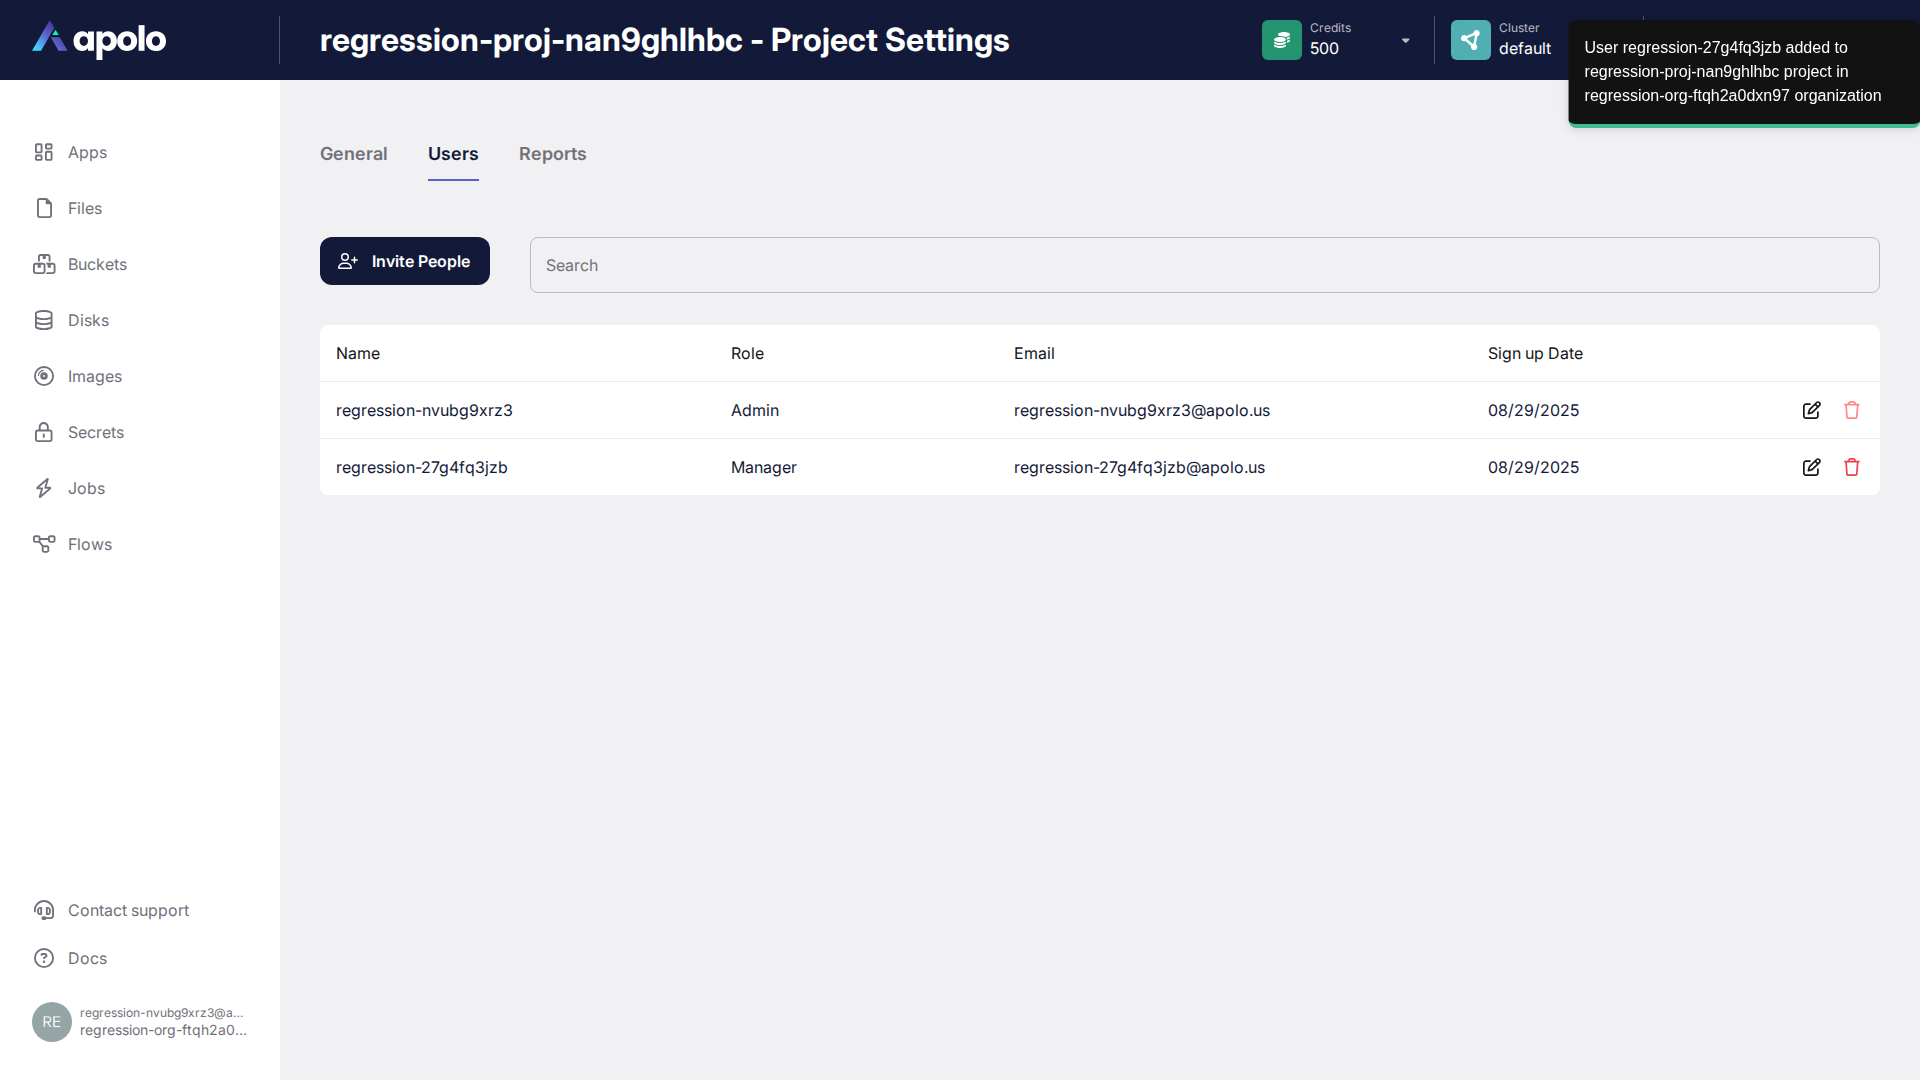 apolo
regression-proj-nan9ghlhbc - Project Settings
Credits
500
Cluster
default
User regression-27g4fq3jzb added to
regression-proj-nan9ghlhbc project in
regression-org-ftqh2a0dxn97 organization
Apps
Files
Buckets
Disks
Images
Secrets
Jobs
Flows
General Users Reports
Invite People
Search
Name Role Email Sign up Date
regression-nvubg9xrz3 Admin regression-nvubg9xrz3@apolo.us 08/29/2025
regression-27g4fq3jzb Manager regression-27g4fq3jzb@apolo.us 08/29/2025
Contact support
Docs
RE
regression-nvubg9xrz3@a...
regression-org-ftqh2a0...